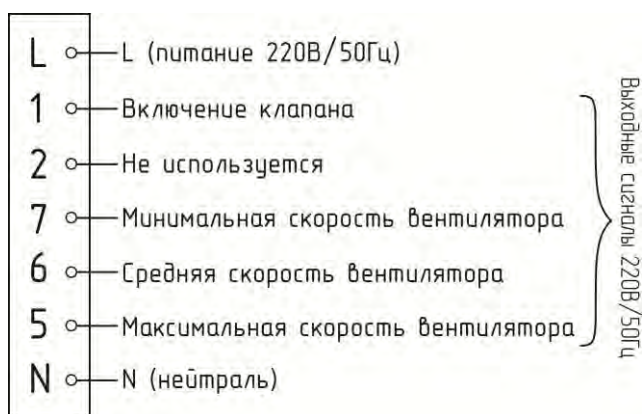 L L (питание 220В/50Гц)
1 Включение клапана
2 Не используется
7 Минимальная скорость вентилятора
6 Средняя скорость вентилятора
5 Максимальная скорость вентилятора
N N (нейтраль)
Выходные сигналы 220В/50Гц